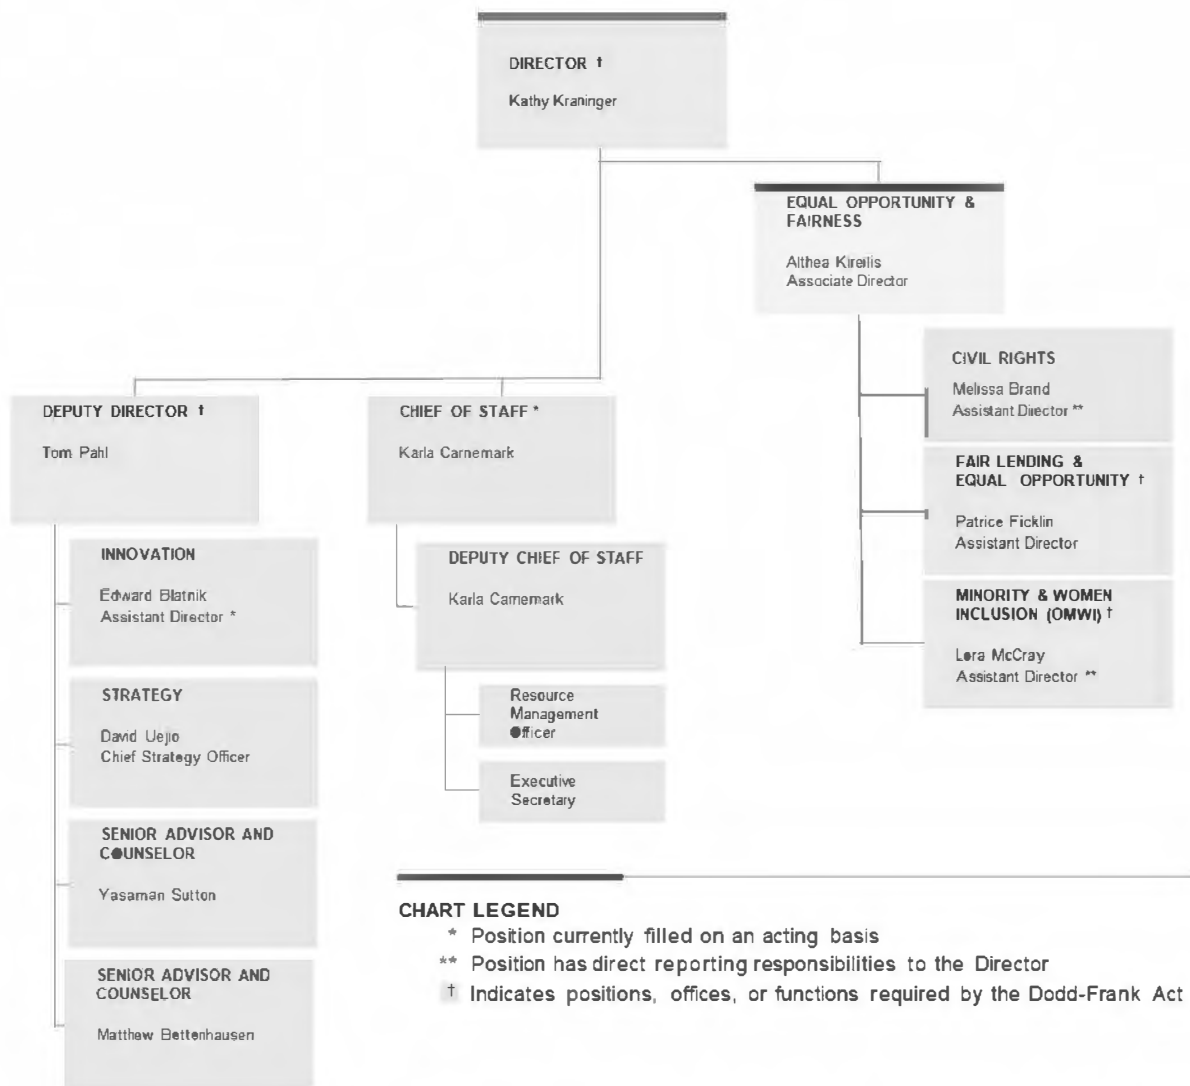 DIRECTOR †
Kathy Kraninger
EQUAL OPPORTUNITY &
FAIRNESS
Althea Kireilis
Associate Director
CIVIL RIGHTS
Melissa Brand
Assistant Director **
FAIR LENDING &
EQUAL OPPORTUNITY †
Patrice Ficklin
Assistant Director
MINORITY & WOMEN
INCLUSION (OMWI) †
Lora McCray
Assistant Director **
DEPUTY DIRECTOR †
Tom Pahl
INNOVATION
Edward Blatnik
Assistant Director *
STRATEGY
David Uejio
Chief Strategy Officer
SENIOR ADVISOR AND
COUNSELOR
Yasaman Sutton
SENIOR ADVISOR AND
COUNSELOR
Matthew Bettenhausen
CHIEF OF STAFF *
Karla Carnemark
DEPUTY CHIEF OF STAFF
Karla Carnemark
Resource
Management
Officer
Executive
Secretary
CHART LEGEND
* Position currently filled on an acting basis
** Position has direct reporting responsibilities to the Director
† Indicates positions, offices, or functions required by the Dodd-Frank Act